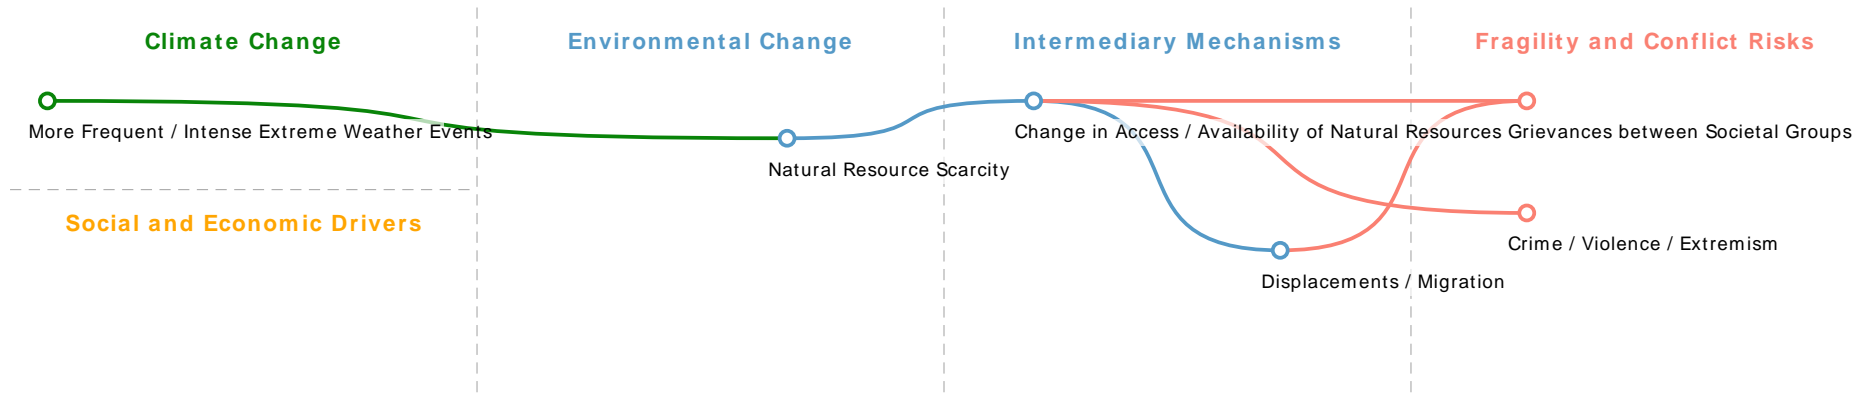 Climate Change
Environmental Change
Intermediary Mechanisms
Fragility and Conflict Risks
More Frequent / Intense Extreme Weather Events
Change in Access / Availability of Natural Resources
Grievances between Societal Groups
Natural Resource Scarcity
Social and Economic Drivers
Crime / Violence / Extremism
Displacements / Migration